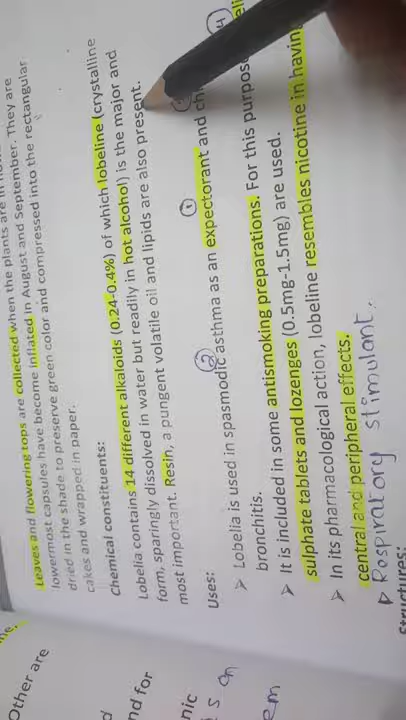 Leaves and flowering tops are collected when the plants are in
lowermost capsules have become inflated in August and September. They are
dried in the shade to preserve green color and compressed into the rectangular
cakes and wrapped in paper.
chemical constituents:
Lobelia contains 14 different alkaloids (0.24-0.4%) of which lobeline (crystalline
form, sparingly dissolved in water but readily in hot alcohol) is the major and
most important. Resin, a pungent volatile oil and lipids are also present.
Uses:
① ② ④
➤ Lobelia is used in spasmodic asthma as an expectorant and
bronchitis.
➤ It is included in some antismoking preparations. For this
sulphate tablets and lozenges (0.5mg-1.5mg) are used.
➤ In its pharmacological action, lobeline resembles nicotine in
central and peripheral effects.
➤ Respiratory stimulant.
Structures:
Other are
nd for
nic
em